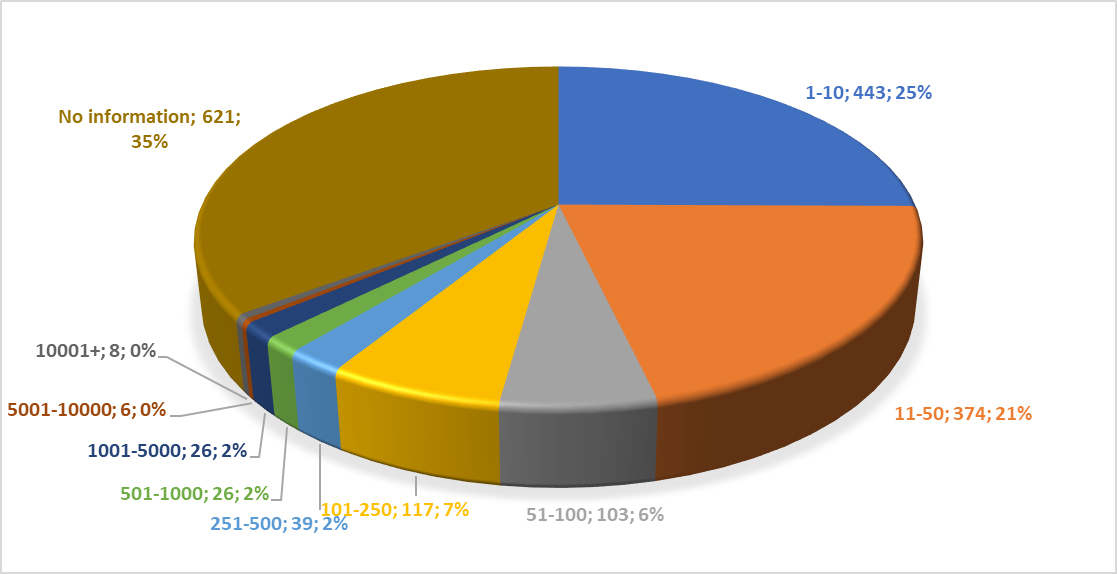 1-10; 443; 25%
No information; 621;
35%
10001+; 8; 0%
5001-10000; 6; 0%
11-50; 374; 21%
1001-5000; 26; 2%
501-1000; 26; 2%
101-250; 117; 7%
51-100; 103; 6%
251-500; 39; 2%